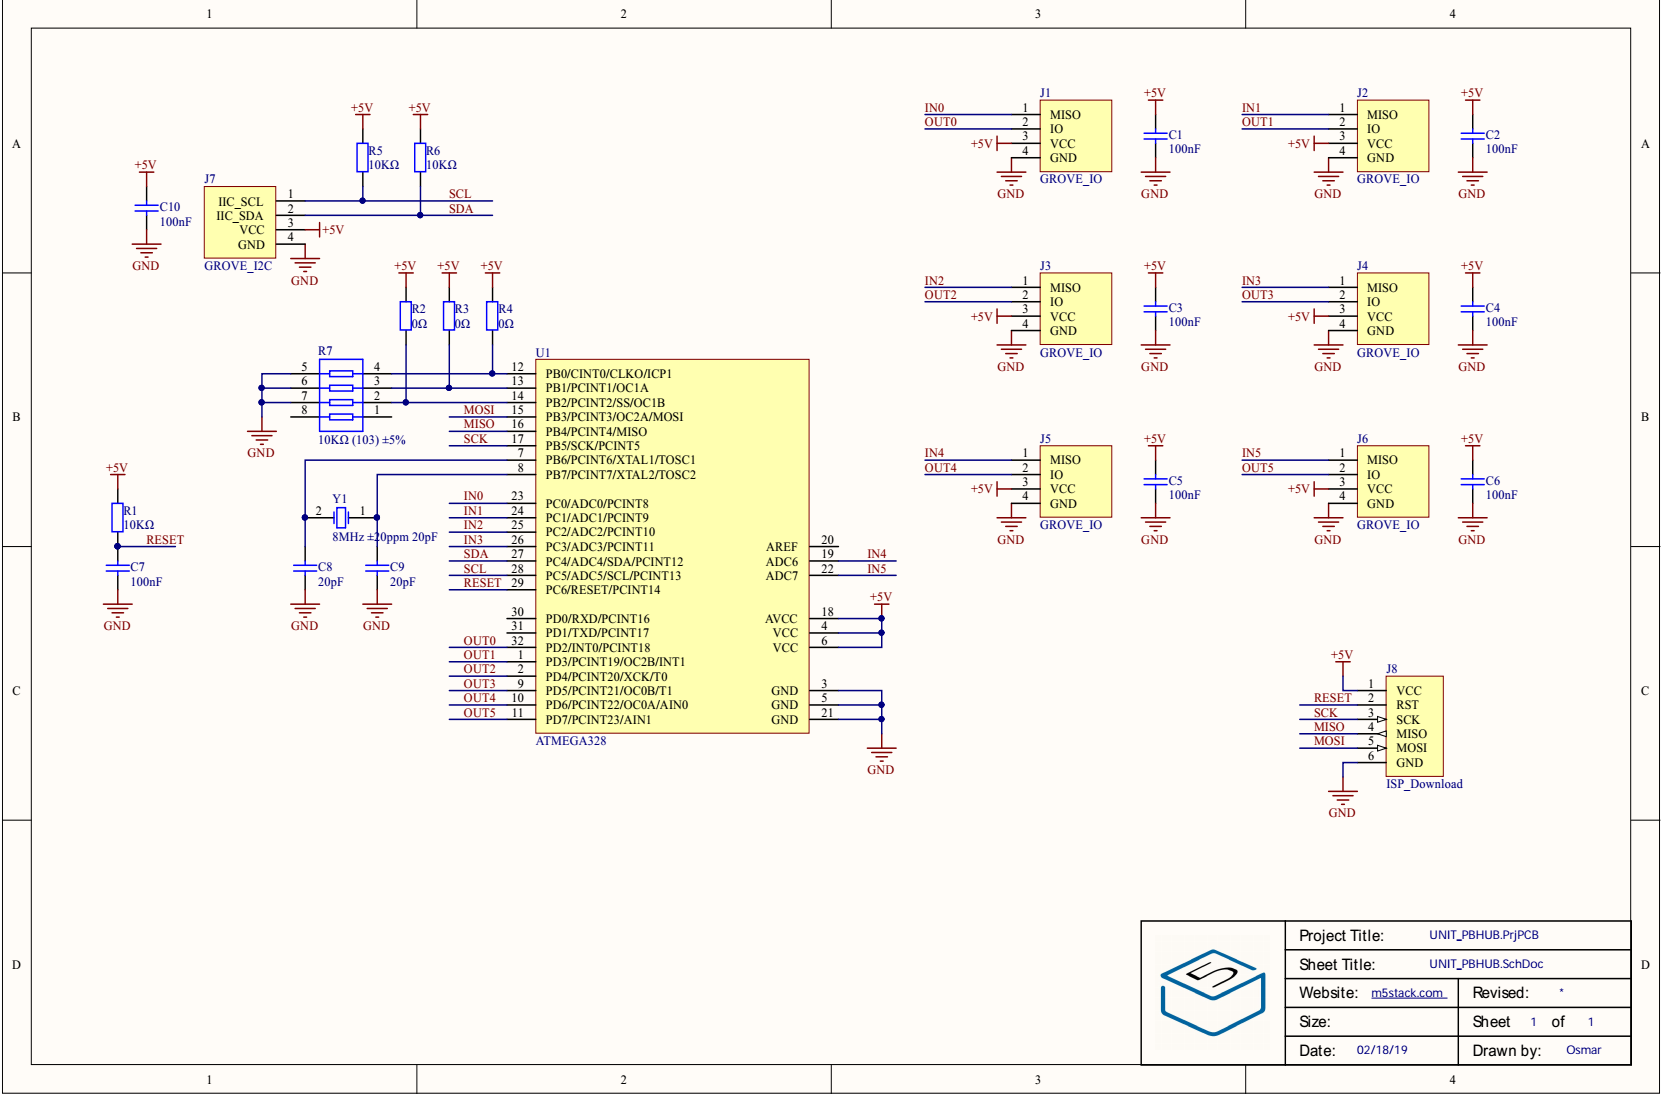 1 2 3 4
A
B
C
D
A
B
C
D
1 2 3 4
+5V
C10
100nF
GND
J7
IIC_SCL 1
IIC_SDA 2
VCC 3
GND 4
GROVE_I2C
+5V
GND
+5V +5V
R5 R6
10KΩ 10KΩ
SCL
SDA
+5V +5V +5V
R2 R3 R4
0Ω 0Ω 0Ω
R7
5 4
6 3
7 2
8 1
10KΩ (103) ±5%
GND
+5V
R1
10KΩ
RESET
C7
100nF
GND
Y1
2 1
8MHz ±20ppm 20pF
C8 C9
20pF 20pF
GND GND
U1
12 PB0/CINT0/CLKO/ICP1
13 PB1/PCINT1/OC1A
14 PB2/PCINT2/SS/OC1B
MOSI 15 PB3/PCINT3/OC2A/MOSI
MISO 16 PB4/PCINT4/MISO
SCK 17 PB5/SCK/PCINT5
7 PB6/PCINT6/XTAL1/TOSC1
8 PB7/PCINT7/XTAL2/TOSC2
IN0 23 PC0/ADC0/PCINT8
IN1 24 PC1/ADC1/PCINT9
IN2 25 PC2/ADC2/PCINT10
IN3 26 PC3/ADC3/PCINT11
SDA 27 PC4/ADC4/SDA/PCINT12
SCL 28 PC5/ADC5/SCL/PCINT13
RESET 29 PC6/RESET/PCINT14
30 PD0/RXD/PCINT16
31 PD1/TXD/PCINT17
OUT0 32 PD2/INT0/PCINT18
OUT1 1 PD3/PCINT19/OC2B/INT1
OUT2 2 PD4/PCINT20/XCK/T0
OUT3 9 PD5/PCINT21/OC0B/T1
OUT4 10 PD6/PCINT22/OC0A/AIN0
OUT5 11 PD7/PCINT23/AIN1
ATMEGA328
AREF 20
ADC6 19 IN4
ADC7 22 IN5
+5V
AVCC 18
VCC 4
VCC 6
GND 3
GND 5
GND 21
GND
J1
IN0 1 MISO
OUT0 2 IO
+5V 3 VCC
4 GND
GND
GROVE_IO
+5V
C1
100nF
GND
J2
IN1 1 MISO
OUT1 2 IO
+5V 3 VCC
4 GND
GND
GROVE_IO
+5V
C2
100nF
GND
J3
IN2 1 MISO
OUT2 2 IO
+5V 3 VCC
4 GND
GND
GROVE_IO
+5V
C3
100nF
GND
J4
IN3 1 MISO
OUT3 2 IO
+5V 3 VCC
4 GND
GND
GROVE_IO
+5V
C4
100nF
GND
J5
IN4 1 MISO
OUT4 2 IO
+5V 3 VCC
4 GND
GND
GROVE_IO
+5V
C5
100nF
GND
J6
IN5 1 MISO
OUT5 2 IO
+5V 3 VCC
4 GND
GND
GROVE_IO
+5V
C6
100nF
GND
+5V
J8
1 VCC
RESET 2 RST
SCK 3 SCK
MISO 4 MISO
MOSI 5 MOSI
6 GND
ISP_Download
GND
5
Project Title: UNIT_PBHUB.PrjPCB
Sheet Title: UNIT_PBHUB.SchDoc
Website: m5stack.com Revised: *
Size: Sheet 1 of 1
Date: 02/18/19 Drawn by: Osmar